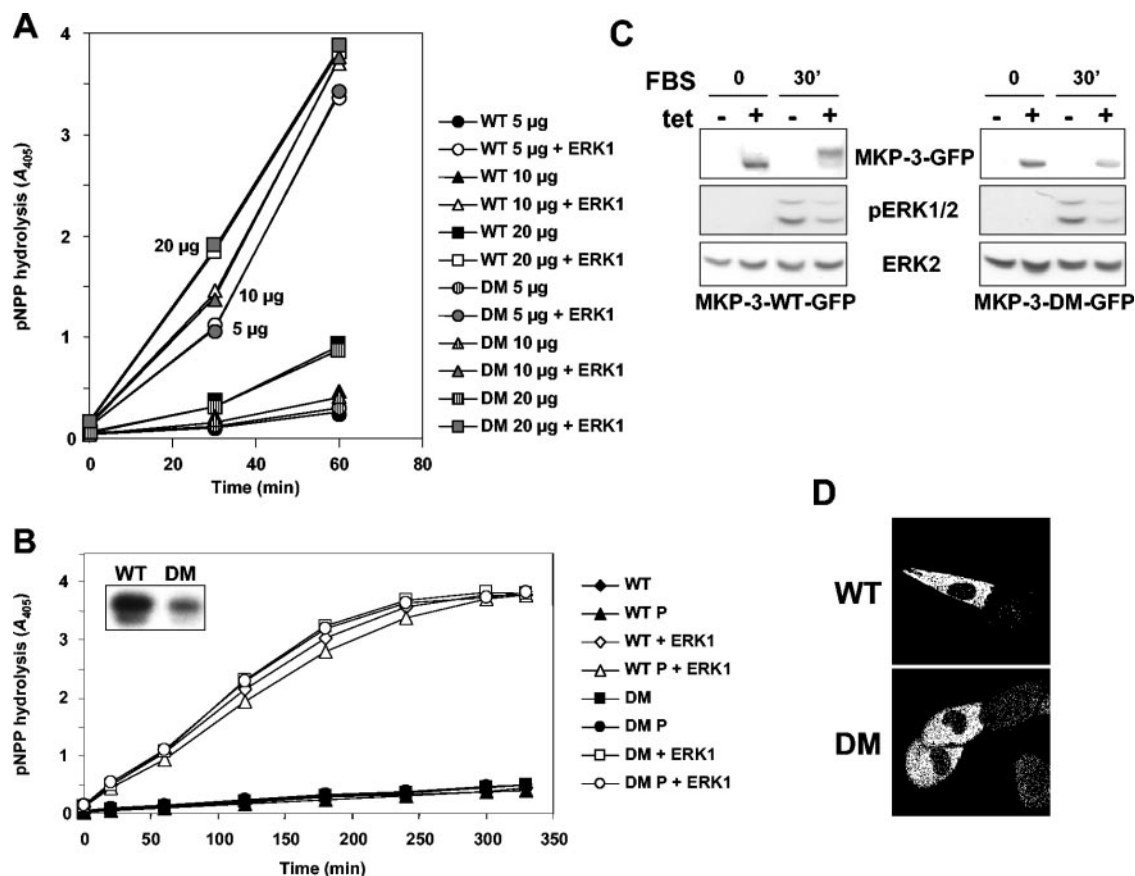 A
pNPP hydrolysis (A405)
4
3
2
1
0
20 µg
10 µg
5 µg
0 20 40 60 80
Time (min)
WT 5 µg
WT 5 µg + ERK1
WT 10 µg
WT 10 µg + ERK1
WT 20 µg
WT 20 µg + ERK1
DM 5 µg
DM 5 µg + ERK1
DM 10 µg
DM 10 µg + ERK1
DM 20 µg
DM 20 µg + ERK1
C
FBS 0 30' 0 30'
tet - + - + - + - +
MKP-3-GFP
pERK1/2
ERK2
MKP-3-WT-GFP MKP-3-DM-GFP
B
pNPP hydrolysis (A405)
4
3
2
1
0
WT DM
0 50 100 150 200 250 300 350
Time (min)
WT
WT P
WT + ERK1
WT P + ERK1
DM
DM P
DM + ERK1
DM P + ERK1
D
WT
DM